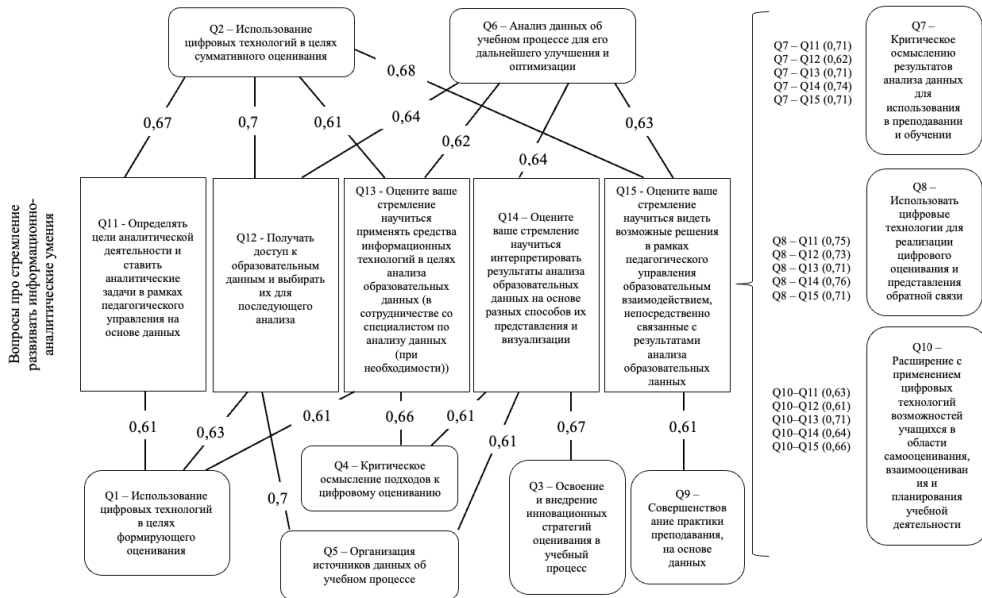 Q2 – Использование
цифровых технологий в целях
суммативного оценивания
Q6 – Анализ данных об
учебном процессе для его
дальнейшего улучшения и
оптимизации
0,67
0,7
0,61
0,68
0,64
0,62
0,64
0,63
Вопросы про стремление
развивать информационно-
аналитические умения
Q11 - Определять
цели аналитической
деятельности и
ставить
аналитические
задачи в рамках
педагогического
управления на
основе данных
Q12 - Получать
доступ к
образовательным
данным и выбирать
их для
последующего
анализа
Q13 - Оцените ваше
стремление
научиться
применять средства
информационных
технологий в целях
анализа
образовательных
данных (в
сотрудничестве со
специалистом по
анализу данных
(при
необходимости))
Q14 – Оцените
ваше стремление
научиться
интерпретировать
результаты анализа
образовательных
данных на основе
разных способов их
представления и
визуализации
Q15 - Оцените ваше
стремление
научиться видеть
возможные решения в
рамках
педагогического
управления
образовательным
взаимодействием,
непосредственно
связанные с
результатами
анализа
образовательных
данных
0,61
0,63
0,7
0,61
0,66
0,61
0,61
0,67
0,61
Q1 – Использование
цифровых технологий
в целях
формирующего
оценивания
Q4 – Критическое
осмысление подходов к
цифровому оцениванию
Q5 – Организация
источников данных об
учебном процессе
Q3 – Освоение
и внедрение
инновационных
стратегий
оценивания в
учебный
процесс
Q9 –
Совершенствов
ание практики
преподавания,
на основе
данных
Q7 – Q11 (0,71)
Q7 – Q12 (0,62)
Q7 – Q13 (0,71)
Q7 – Q14 (0,74)
Q7 – Q15 (0,71)
Q7 –
Критическое
осмыслению
результатов
анализа данных
для
использования
в преподавании
и обучении
Q8 – Q11 (0,75)
Q8 – Q12 (0,73)
Q8 – Q13 (0,71)
Q8 – Q14 (0,76)
Q8 – Q15 (0,71)
Q8 –
Использовать
цифровые
технологии для
реализации
цифрового
оценивания и
представления
обратной связи
Q10–Q11 (0,63)
Q10–Q12 (0,61)
Q10–Q13 (0,71)
Q10–Q14 (0,64)
Q10–Q15 (0,66)
Q10 –
Расширение с
применением
цифровых
технологий
возможностей
учащихся в
области
самооценивания,
взаимооцениван
ия и
планирования
учебной
деятельности